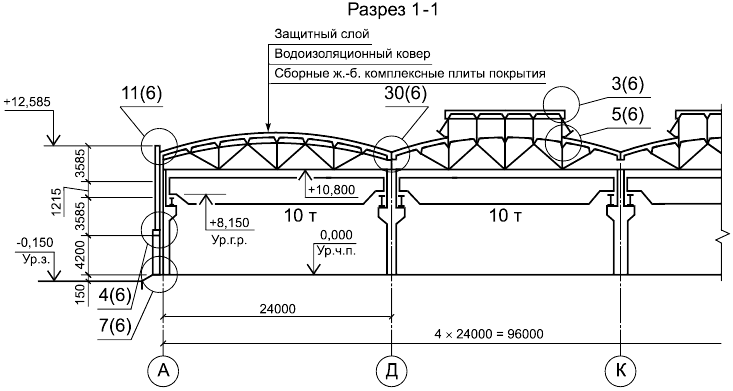 Разрез 1-1
Защитный слой
Водоизоляционный ковер
Сборные ж.-б. комплексные плиты покрытия
+12,585
11(6)
30(6)
3(6)
5(6)
3585
1215
3585
4200
150
+10,800
+8,150
Ур.г.р.
10 т
10 т
0,000
Ур.ч.п.
-0,150
Ур.з.
4(6)
7(6)
24000
4 × 24000 = 96000
А
Д
К